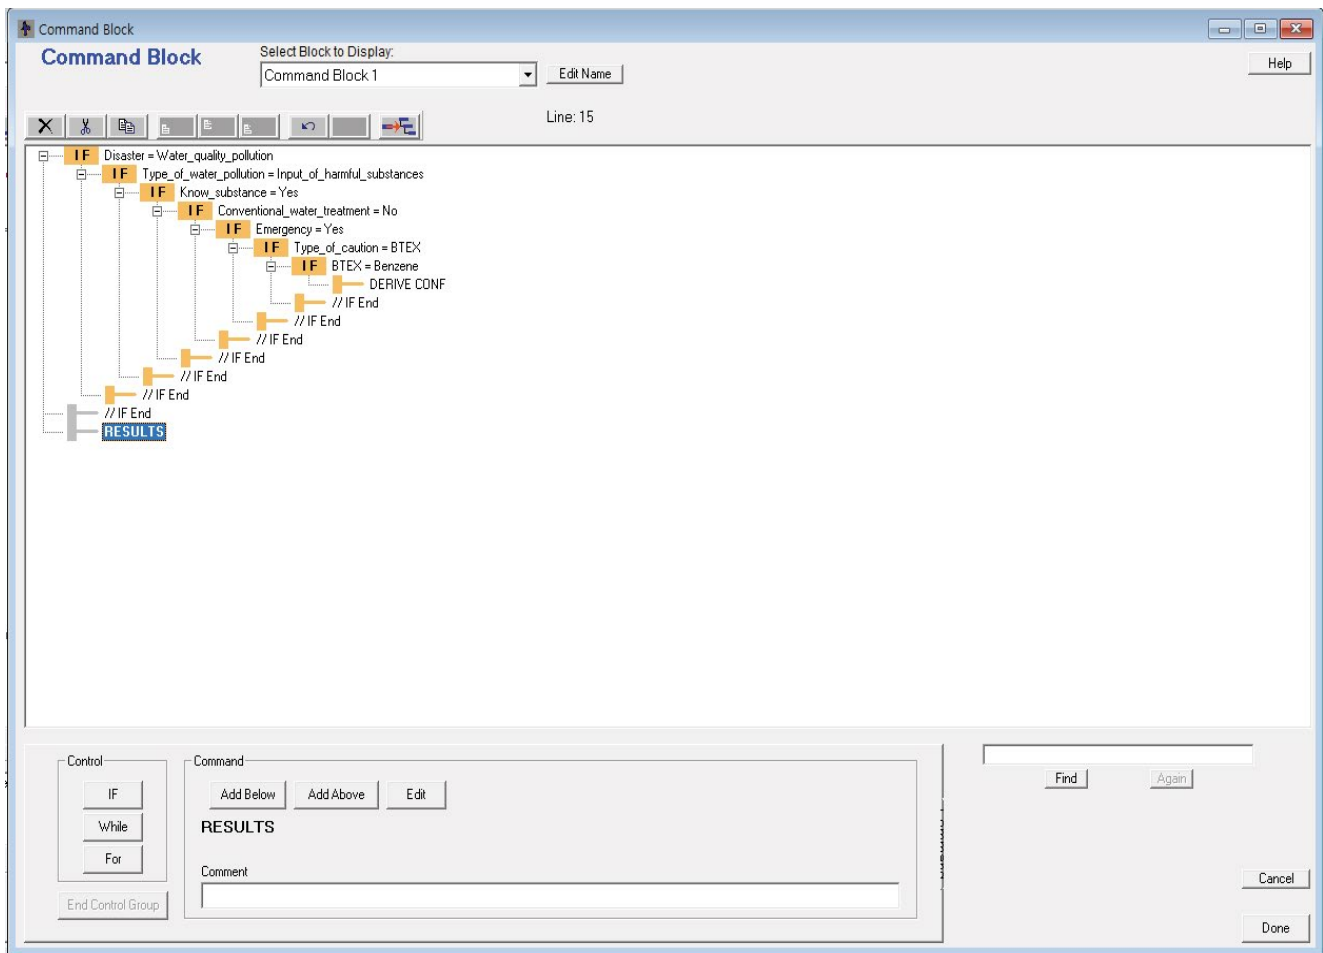 Command Block
Command Block
Select Block to Display:
Command Block 1
Edit Name
Help
Line: 15
IF Disaster = Water_quality_pollution
IF Type_of_water_pollution = Input_of_harmful_substances
IF Know_substance = Yes
IF Conventional_water_treatment = No
IF Emergency = Yes
IF Type_of_caution = BTEX
IF BTEX = Benzene
DERIVE CONF
// IF End
// IF End
// IF End
// IF End
// IF End
// IF End
// IF End
RESULTS
Control
IF
While
For
End Control Group
Command
Add Below Add Above Edit
RESULTS
Comment
Find Again
Cancel
Done